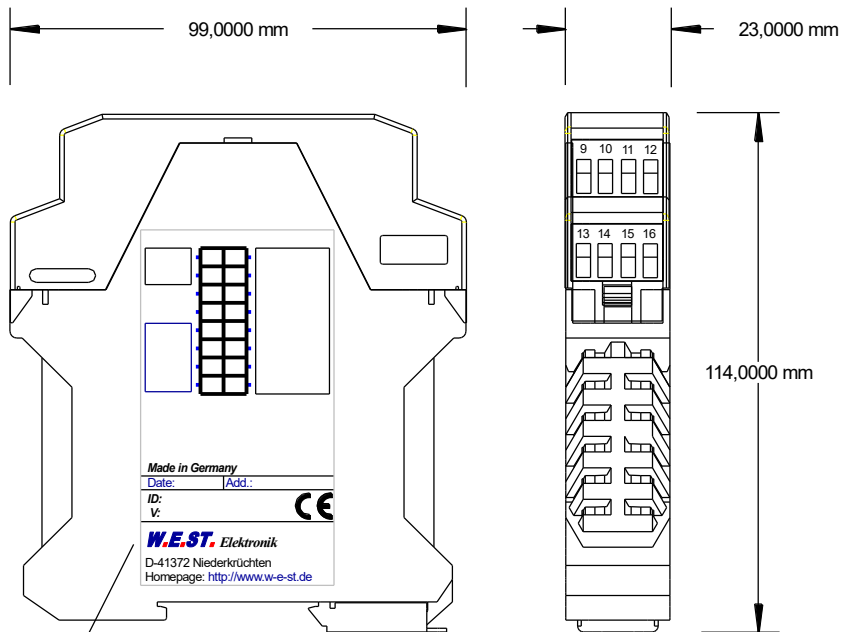 99,0000 mm
23,0000 mm
9 10 11 12
13 14 15 16
114,0000 mm
Made in Germany
Date: Add.:
ID:
V:
CE
W.E.ST. Elektronik
D-41372 Niederkrüchten
Homepage: http://www.w-e-st.de